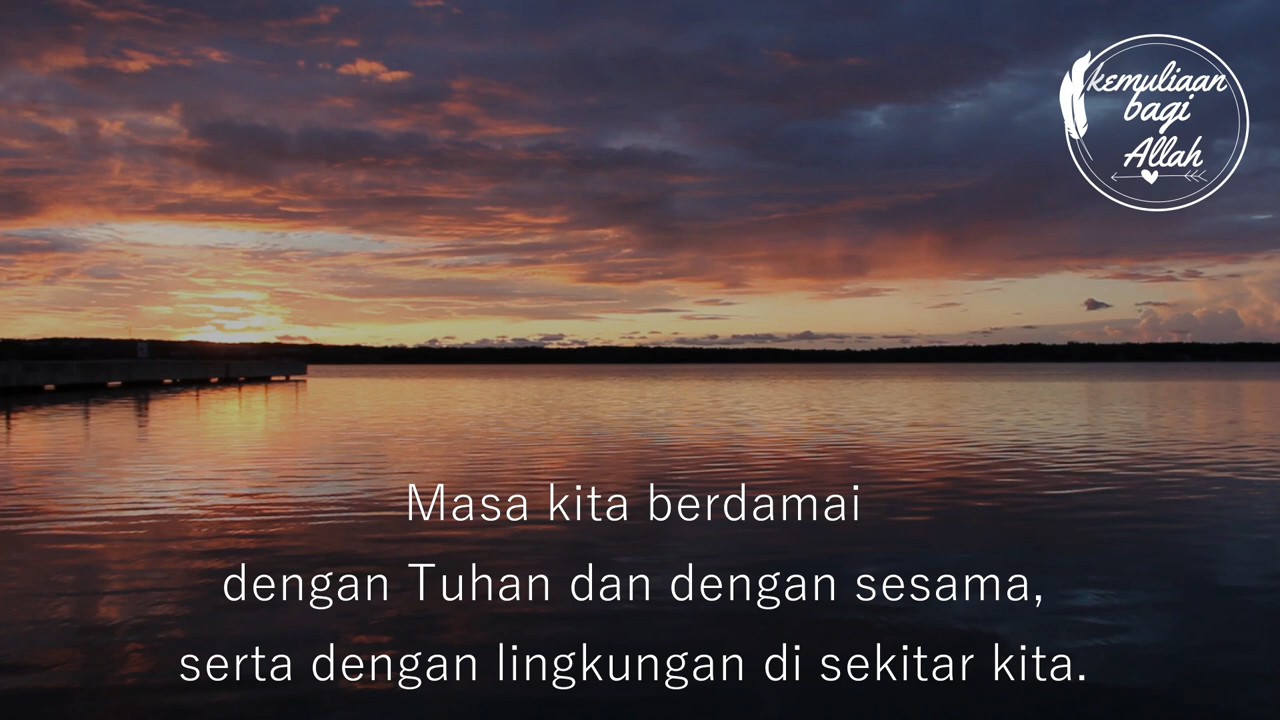 kemuliaan
bagi
Allah
Masa kita berdamai
dengan Tuhan dan dengan sesama,
serta dengan lingkungan di sekitar kita.